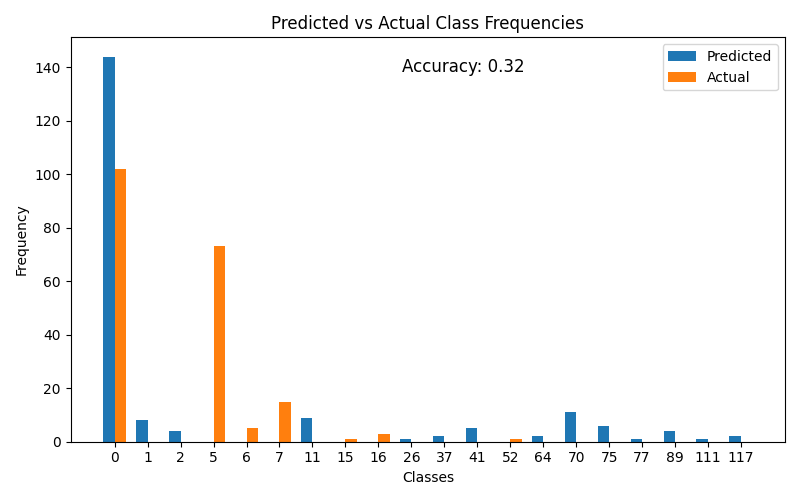 Predicted vs Actual Class Frequencies
Accuracy: 0.32
Predicted
Actual
Frequency
140
120
100
80
60
40
20
0
0 1 2 5 6 7 11 15 16 26 37 41 52 64 70 75 77 89 111 117
Classes